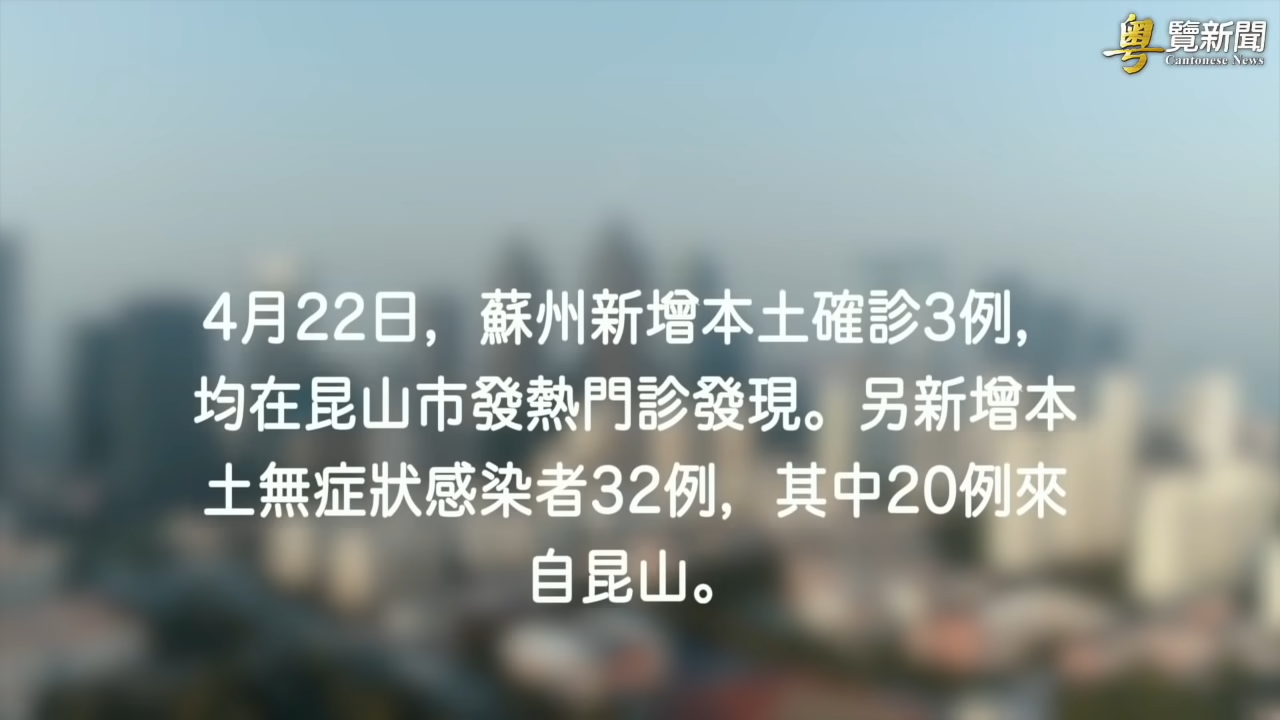 粵覽新聞
Cantonese News
4月22日，蘇州新增本土確診3例，
均在昆山市發熱門診發現。另新增本
土無症狀感染者32例，其中20例來
自昆山。